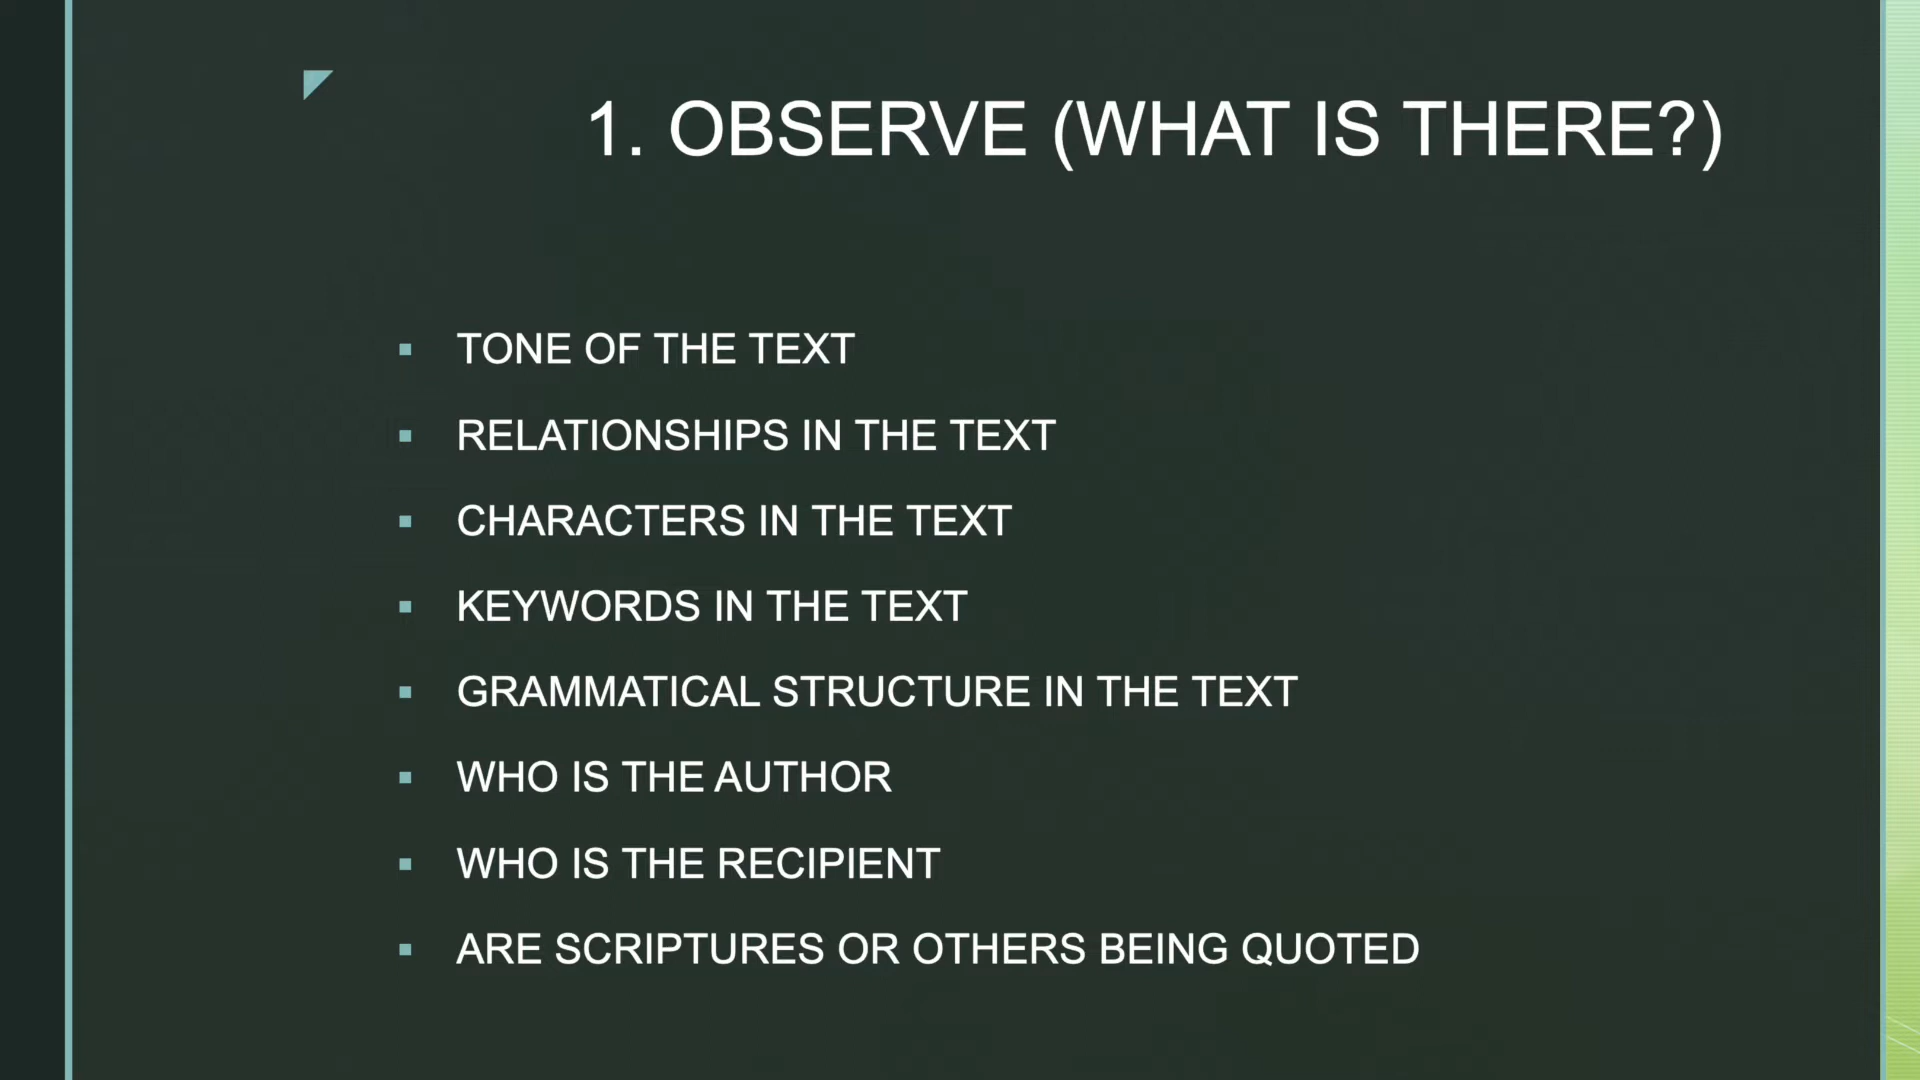 1. OBSERVE (WHAT IS THERE?)
TONE OF THE TEXT
RELATIONSHIPS IN THE TEXT
CHARACTERS IN THE TEXT
KEYWORDS IN THE TEXT
GRAMMATICAL STRUCTURE IN THE TEXT
WHO IS THE AUTHOR
WHO IS THE RECIPIENT
ARE SCRIPTURES OR OTHERS BEING QUOTED